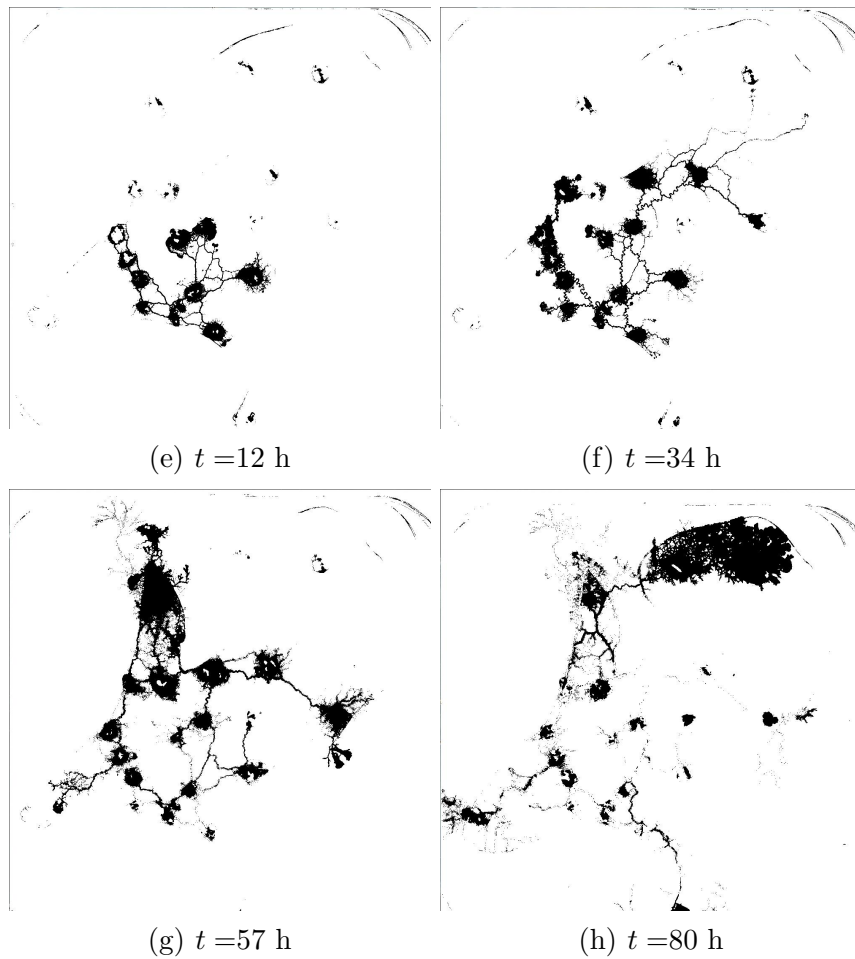 (e) t =12 h
(f) t =34 h
(g) t =57 h
(h) t =80 h